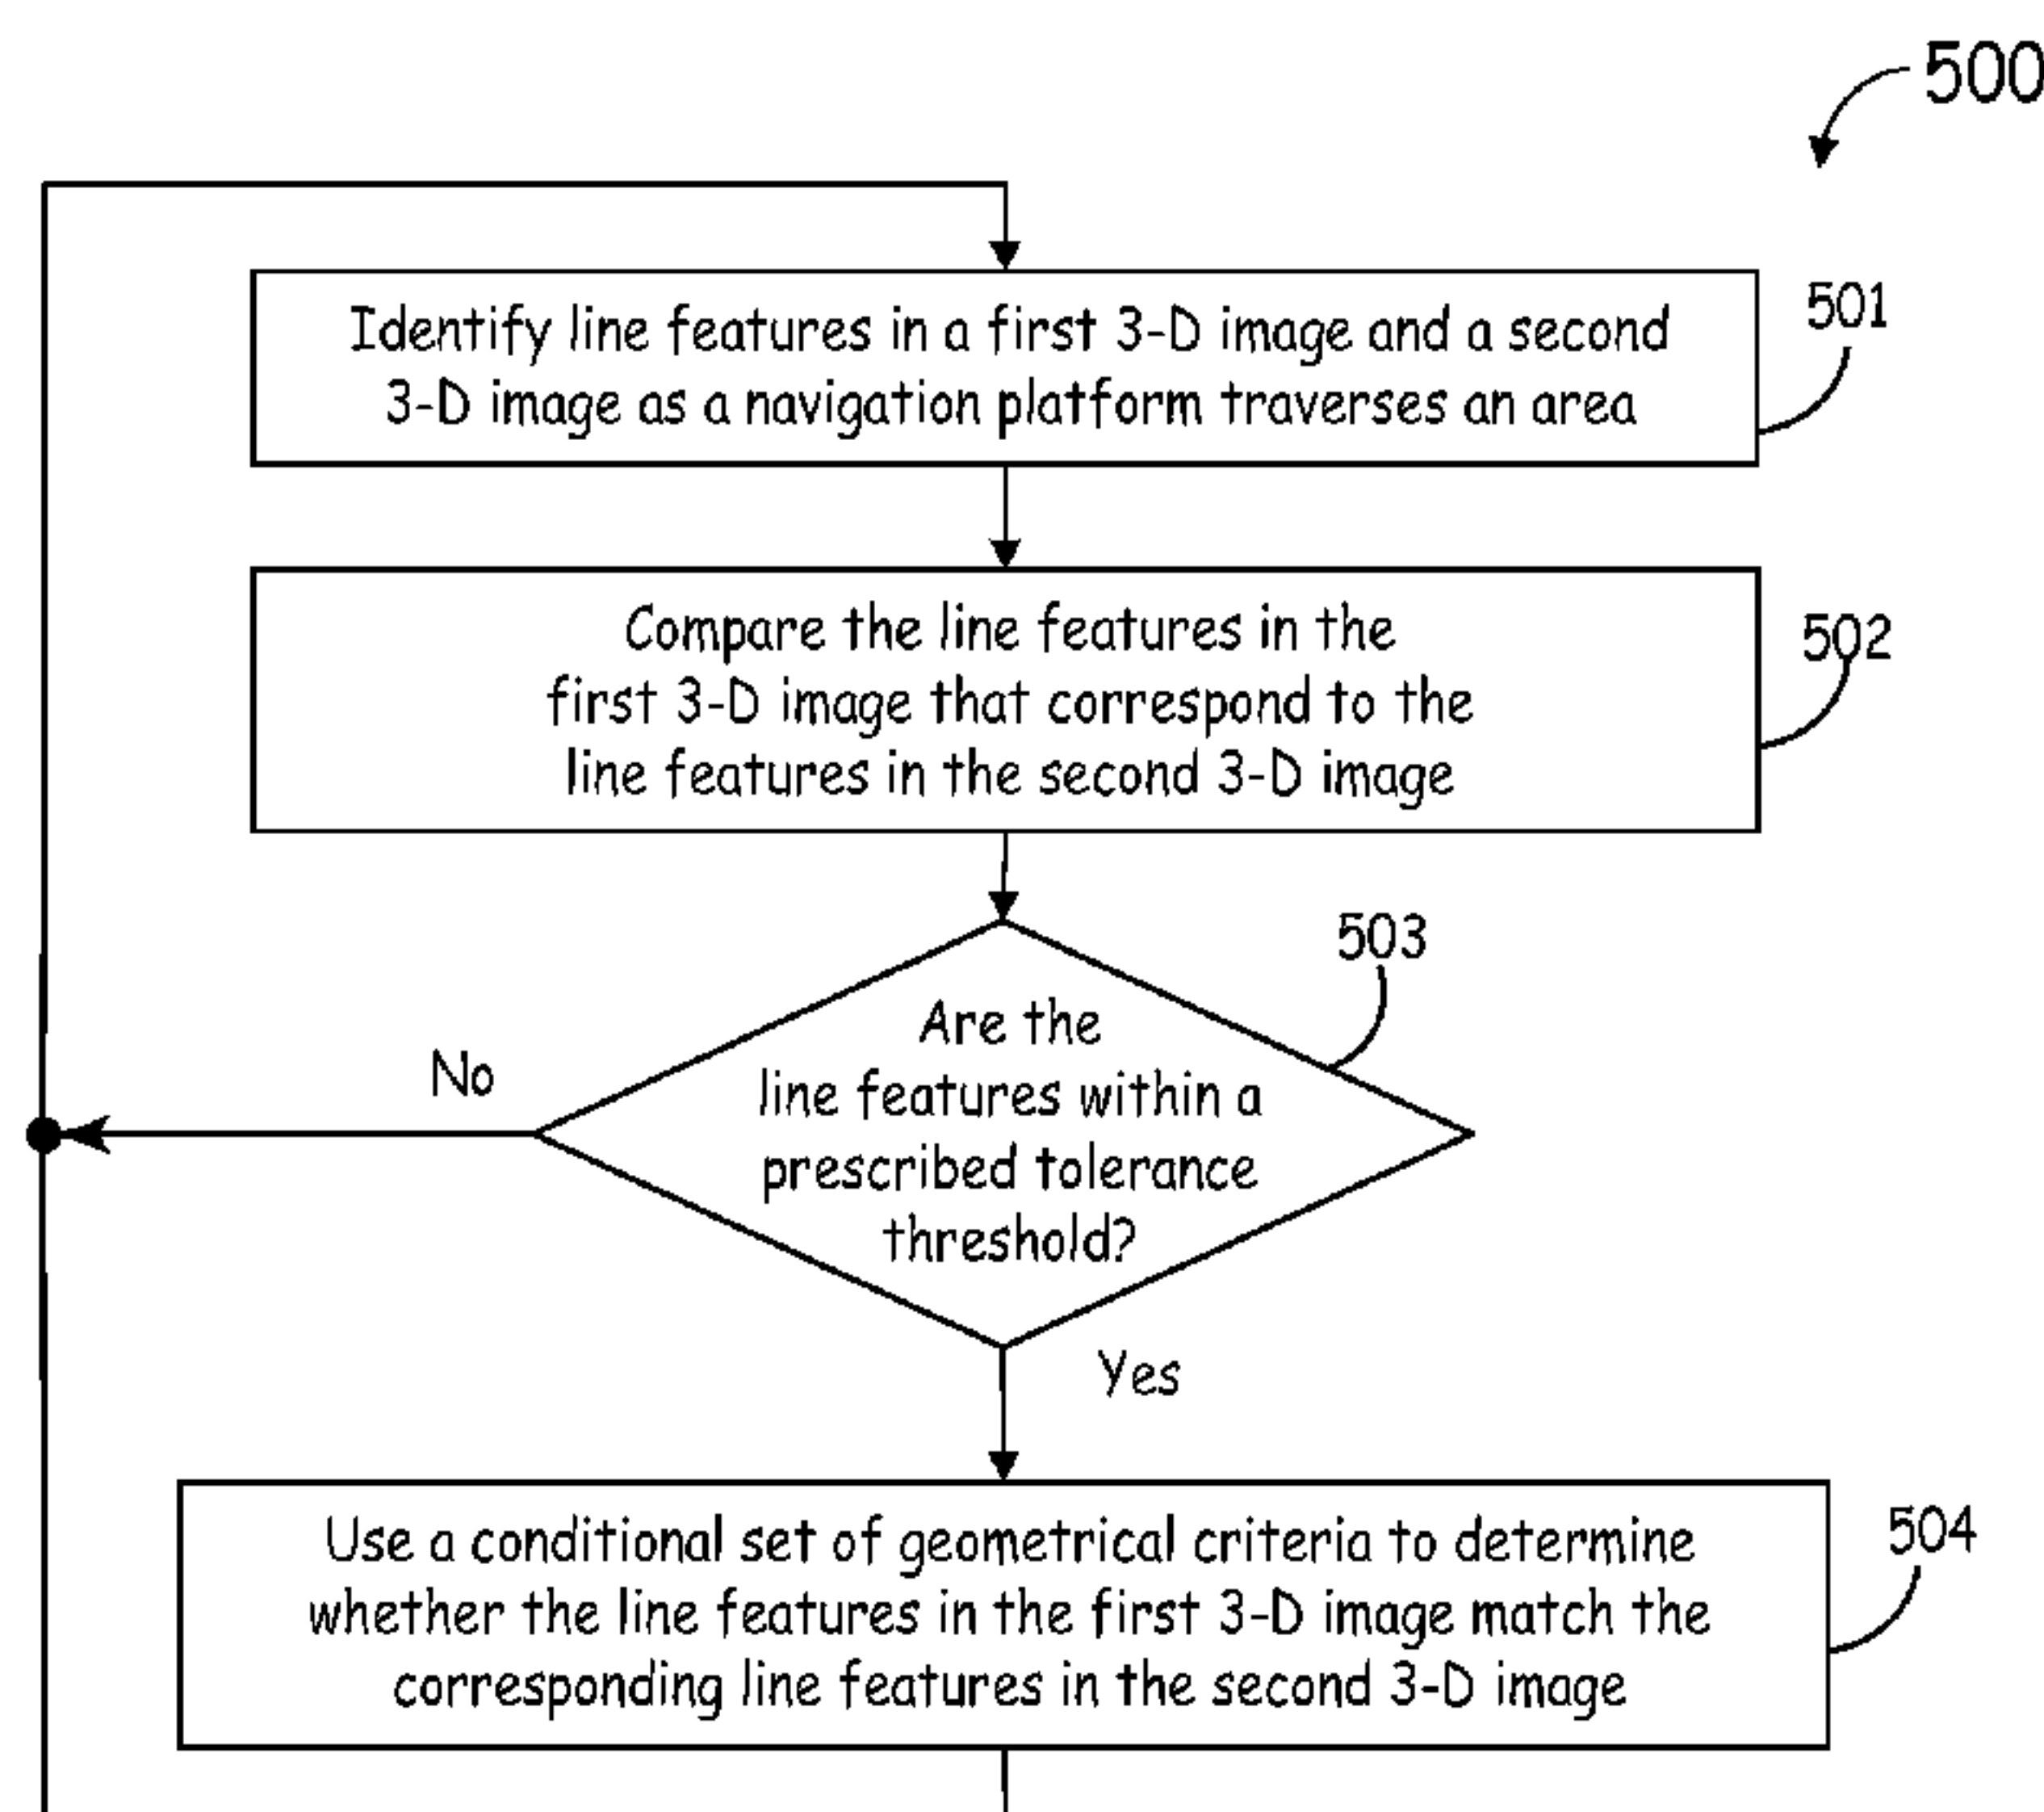 500
Identify line features in a first 3-D image and a second
3-D image as a navigation platform traverses an area
501
Compare the line features in the
first 3-D image that correspond to the
line features in the second 3-D image
502
503
Are the
line features within a
prescribed tolerance
threshold?
No
Yes
Use a conditional set of geometrical criteria to determine
whether the line features in the first 3-D image match the
corresponding line features in the second 3-D image
504